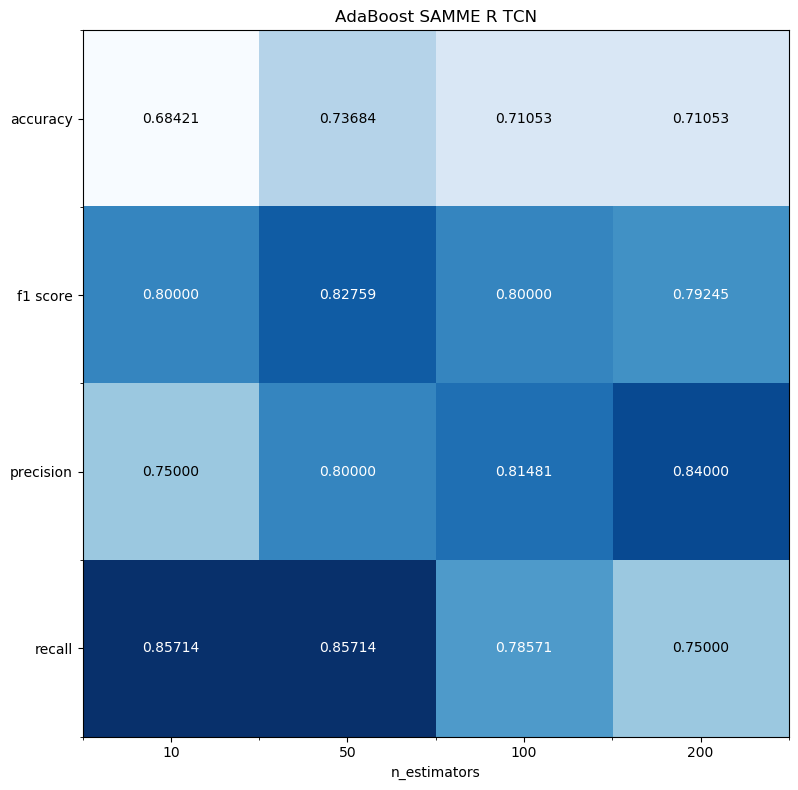 AdaBoost SAMME R TCN
accuracy 0.68421 0.73684 0.71053 0.71053
f1 score 0.80000 0.82759 0.80000 0.79245
precision 0.75000 0.80000 0.81481 0.84000
recall 0.85714 0.85714 0.78571 0.75000
10 50 100 200
n_estimators